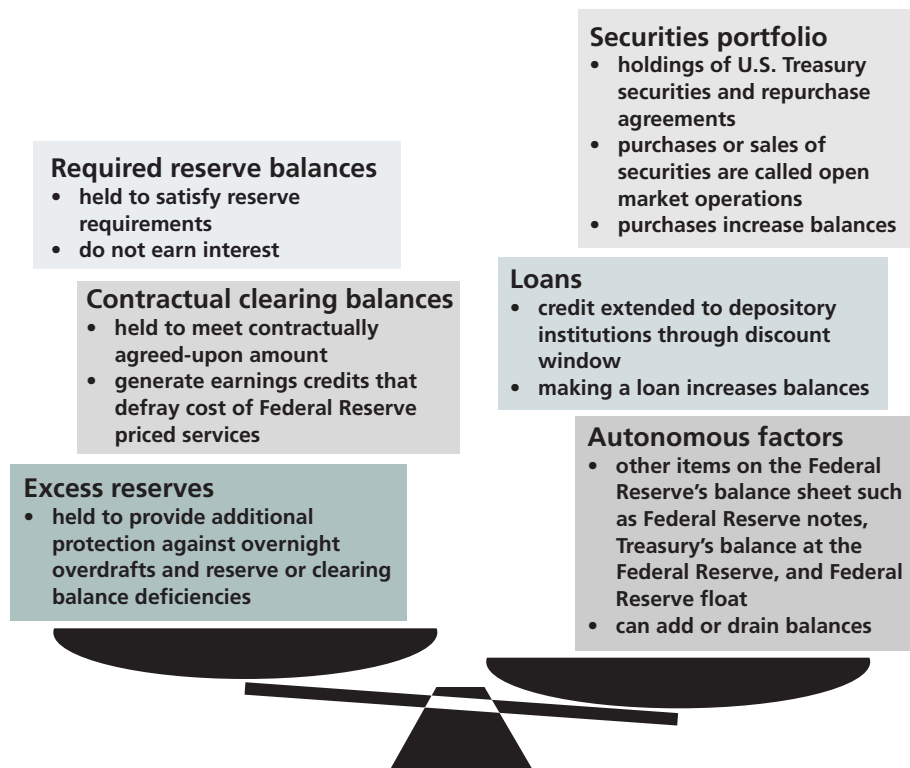 Required reserve balances
• held to satisfy reserve
requirements
• do not earn interest
Contractual clearing balances
• held to meet contractually
agreed-upon amount
• generate earnings credits that
defray cost of Federal Reserve
priced services
Excess reserves
• held to provide additional
protection against overnight
overdrafts and reserve or clearing
balance deficiencies
Securities portfolio
• holdings of U.S. Treasury
securities and repurchase
agreements
• purchases or sales of
securities are called open
market operations
• purchases increase balances
Loans
• credit extended to depository
institutions through discount
window
• making a loan increases balances
Autonomous factors
• other items on the Federal
Reserve’s balance sheet such
as Federal Reserve notes,
Treasury’s balance at the
Federal Reserve, and Federal
Reserve float
• can add or drain balances